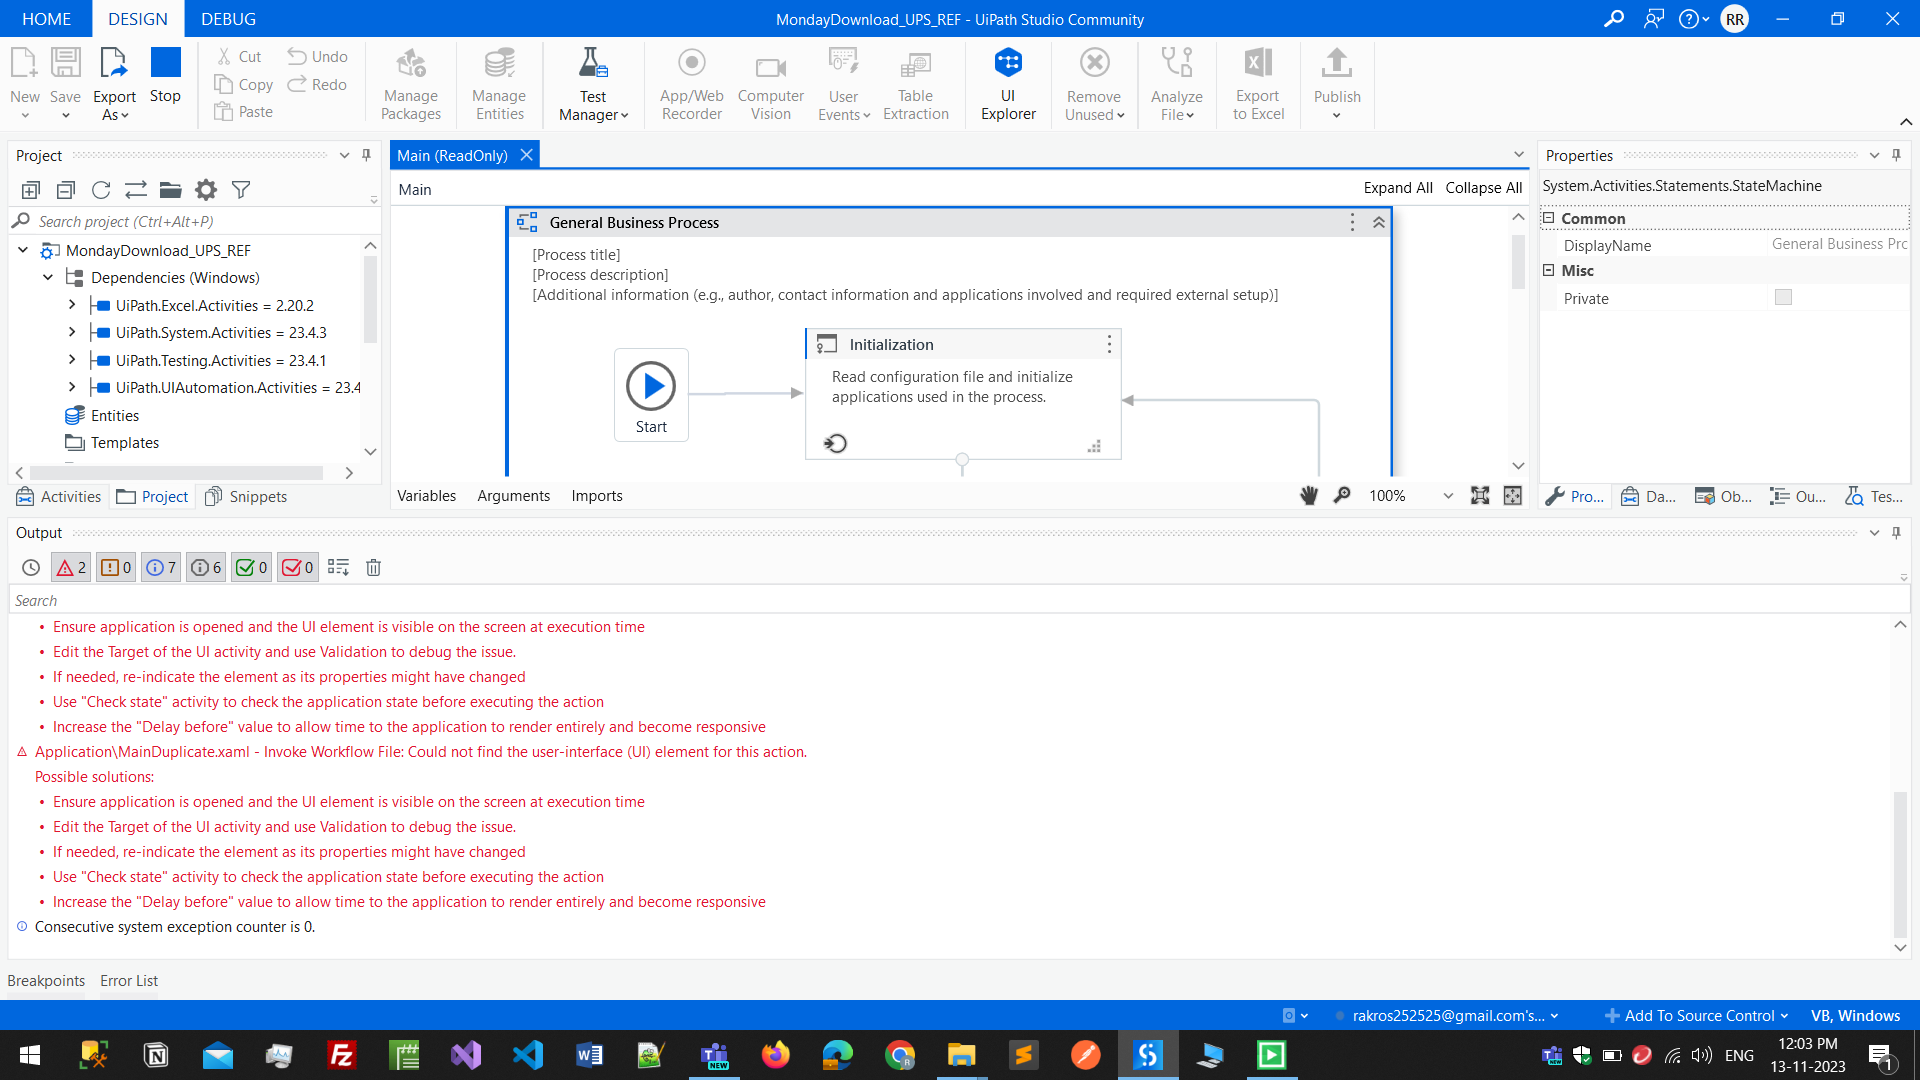 HOME
DESIGN
DEBUG
MondayDownload_UPS_REF - UiPath Studio Community
RR
New
Save
Export As
Stop
Cut
Copy
Paste
Undo
Redo
Manage Packages
Manage Entities
Test Manager
App/Web Recorder
Computer Vision
User Events
Table Extraction
UI Explorer
Remove Unused
Analyze File
Export to Excel
Publish
Project
Search project (Ctrl+Alt+P)
MondayDownload_UPS_REF
Dependencies (Windows)
UiPath.Excel.Activities = 2.20.2
UiPath.System.Activities = 23.4.3
UiPath.Testing.Activities = 23.4.1
UiPath.UIAutomation.Activities = 23.4
Entities
Templates
Activities
Project
Snippets
Main (ReadOnly)
Main
Expand All
Collapse All
General Business Process
[Process title]
[Process description]
[Additional information (e.g., author, contact information and applications involved and required external setup)]
Start
Initialization
Read configuration file and initialize
applications used in the process.
Variables
Arguments
Imports
100%
Properties
System.Activities.Statements.StateMachine
Common
DisplayName
General Business Prc
Misc
Private
Pro...
Da...
Ob...
Ou...
Tes...
Output
2
0
7
6
0
0
Search
• Ensure application is opened and the UI element is visible on the screen at execution time
• Edit the Target of the UI activity and use Validation to debug the issue.
• If needed, re-indicate the element as its properties might have changed
• Use "Check state" activity to check the application state before executing the action
• Increase the "Delay before" value to allow time to the application to render entirely and become responsive
Application\MainDuplicate.xaml - Invoke Workflow File: Could not find the user-interface (UI) element for this action.
Possible solutions:
• Ensure application is opened and the UI element is visible on the screen at execution time
• Edit the Target of the UI activity and use Validation to debug the issue.
• If needed, re-indicate the element as its properties might have changed
• Use "Check state" activity to check the application state before executing the action
• Increase the "Delay before" value to allow time to the application to render entirely and become responsive
Consecutive system exception counter is 0.
Breakpoints
Error List
rakros252525@gmail.com's...
Add To Source Control
VB, Windows
NEW
ENG
12:03 PM
13-11-2023
1